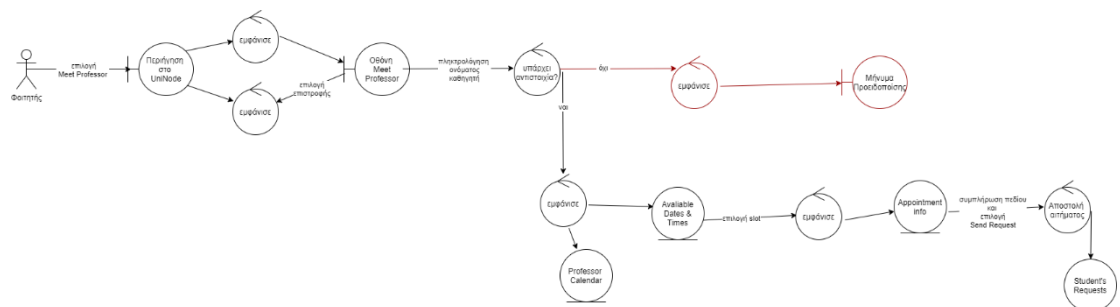 Φοιτητής
επιλογή
Meet Professor
Περιήγηση
στο
UniNode
εμφάνισε
εμφάνισε
επιλογή
επιστροφής
Οθόνη
Meet
Professor
πληκτρολόγηση
ονόματος
καθηγητή
υπάρχει
αντιστοιχία?
όχι
εμφάνισε
Μήνυμα
Προειδοποίσης
ναι
εμφάνισε
Professor
Calendar
Avaliable
Dates &
Times
επιλογή slot
εμφάνισε
Appointment
info
συμπλήρωση πεδίου
και
επιλογή
Send Request
Αποστολή
αιτήματος
Student's
Requests